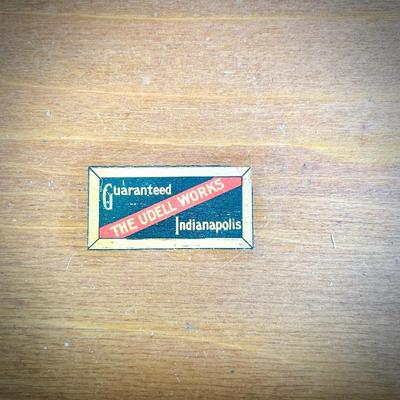 Guaranteed
THE UDELL WORKS
Indianapolis